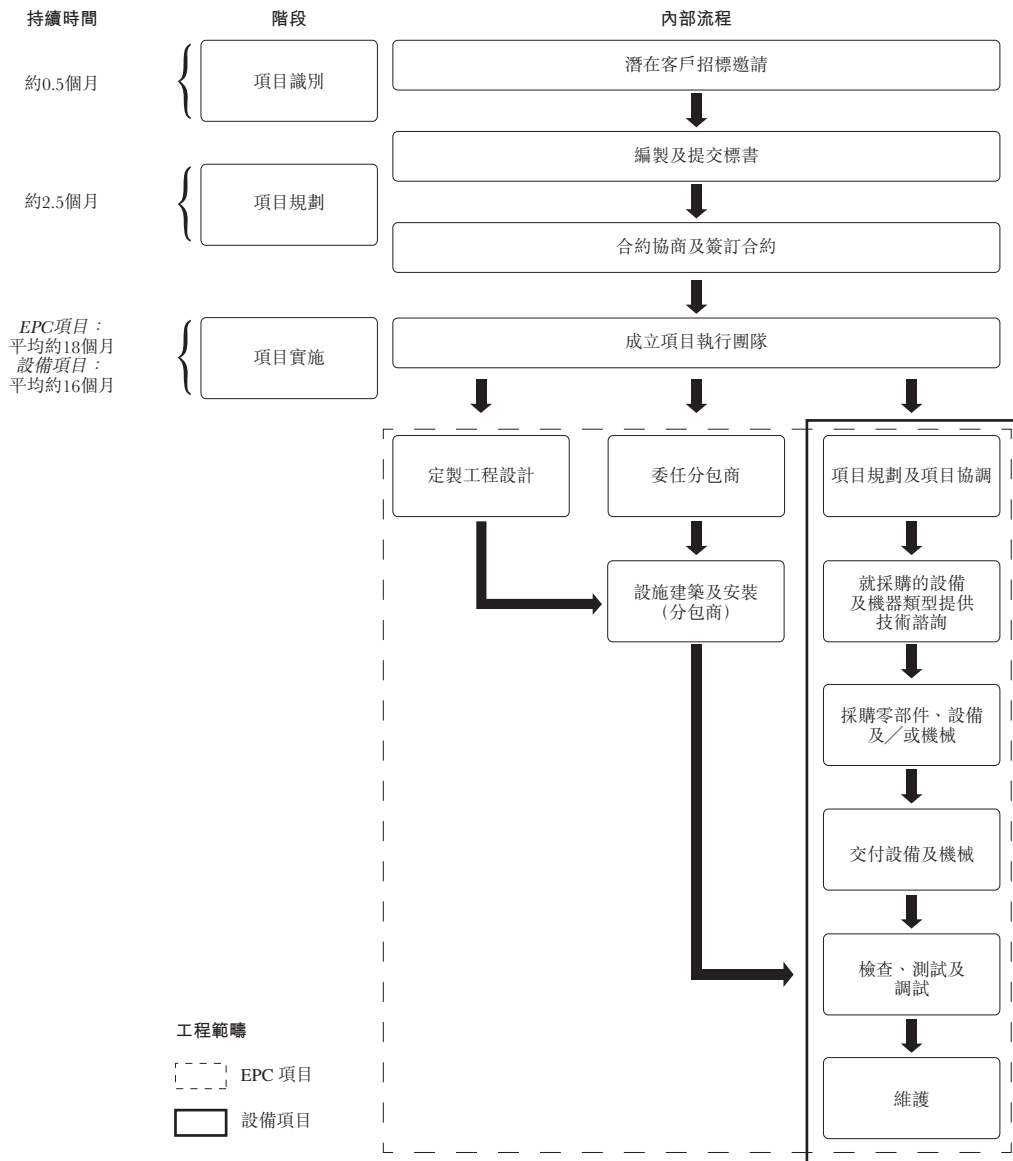 持續時間
階段
內部流程
約0.5個月
項目識別
潛在客戶招標邀請
編製及提交標書
約2.5個月
項目規劃
合約協商及簽訂合約
EPC項目：
平均約18個月
設備項目：
平均約16個月
項目實施
成立項目執行團隊
定製工程設計
委任分包商
項目規劃及項目協調
設施建築及安裝
（分包商）
就採購的設備
及機器類型提供
技術諮詢
採購零部件、設備
及╱或機械
交付設備及機械
檢查、測試及
調試
維護
工程範疇
EPC 項目
設備項目